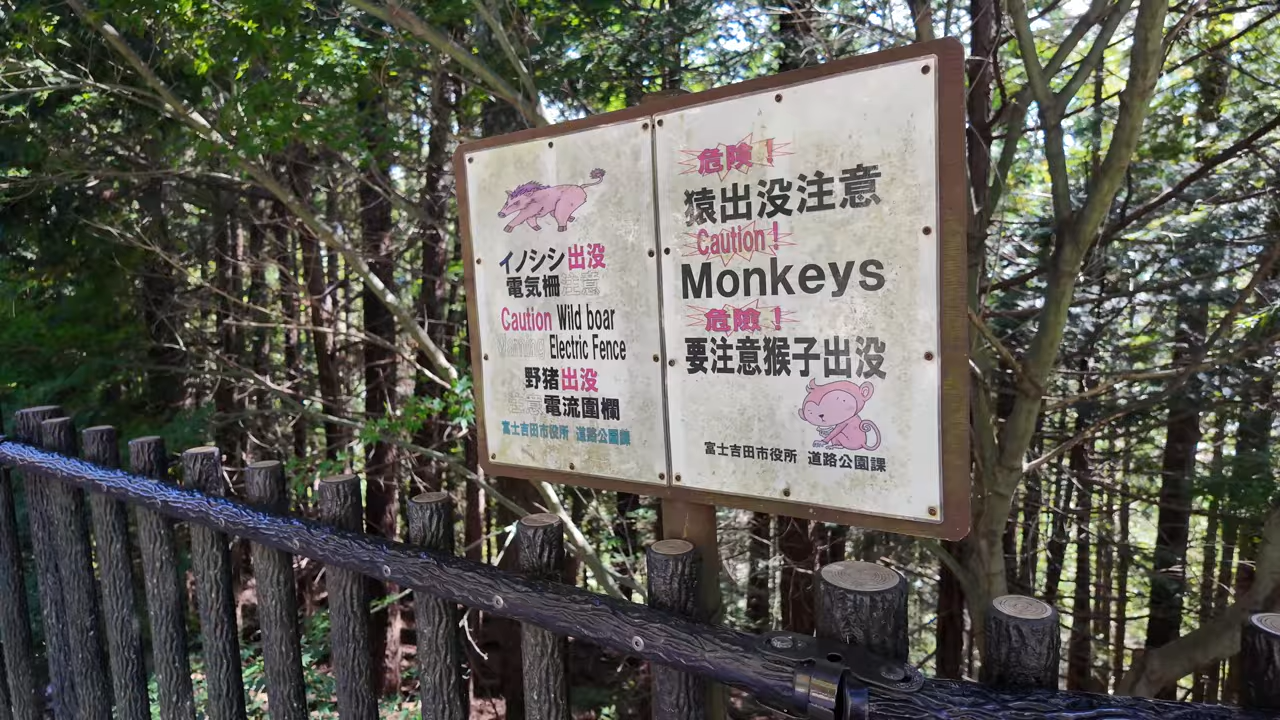 イノシシ出没
電気柵注意
Caution Wild boar
Warning Electric Fence
野猪出没
注意電流圍欄
富士吉田市役所 道路公園課
危険！
猿出没注意
Caution!
Monkeys
危險！
要注意猴子出没
富士吉田市役所 道路公園課